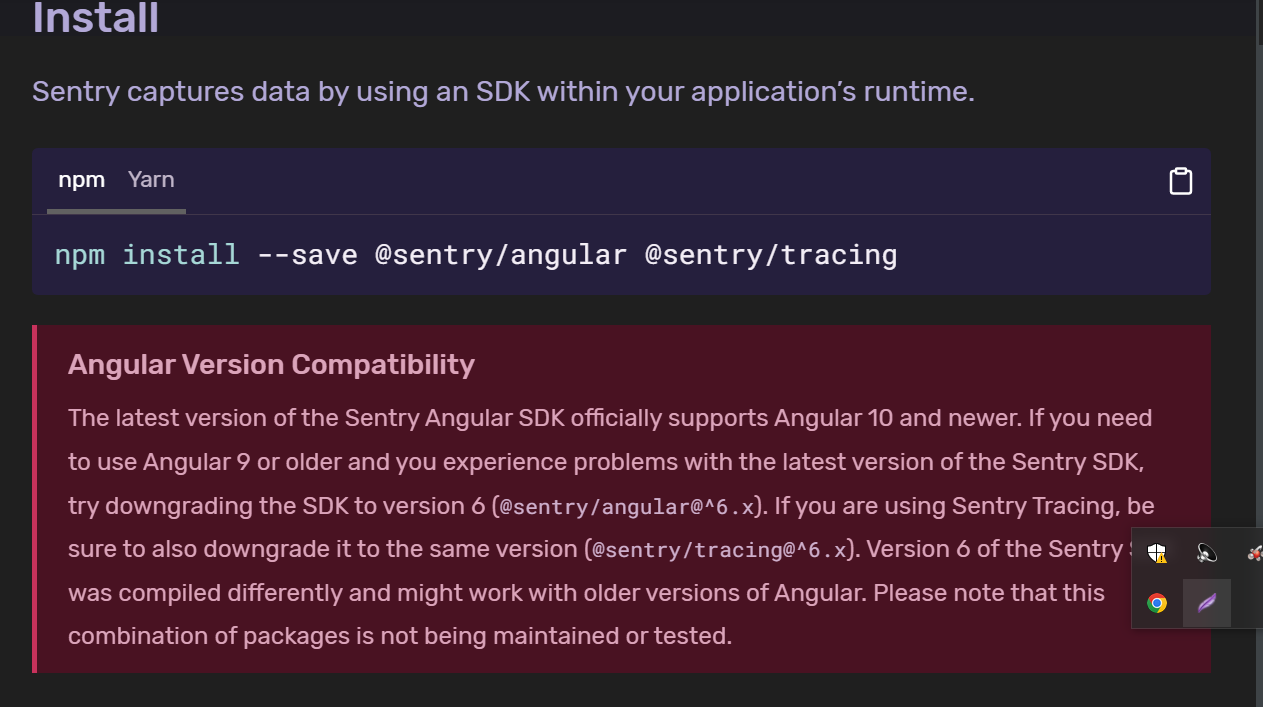 Install
Sentry captures data by using an SDK within your application’s runtime.
npm Yarn
npm install --save @sentry/angular @sentry/tracing
Angular Version Compatibility
The latest version of the Sentry Angular SDK officially supports Angular 10 and newer. If you need
to use Angular 9 or older and you experience problems with the latest version of the Sentry SDK,
try downgrading the SDK to version 6 (@sentry/angular@^6.x). If you are using Sentry Tracing, be
sure to also downgrade it to the same version (@sentry/tracing@^6.x). Version 6 of the Sentry
was compiled differently and might work with older versions of Angular. Please note that this
combination of packages is not being maintained or tested.